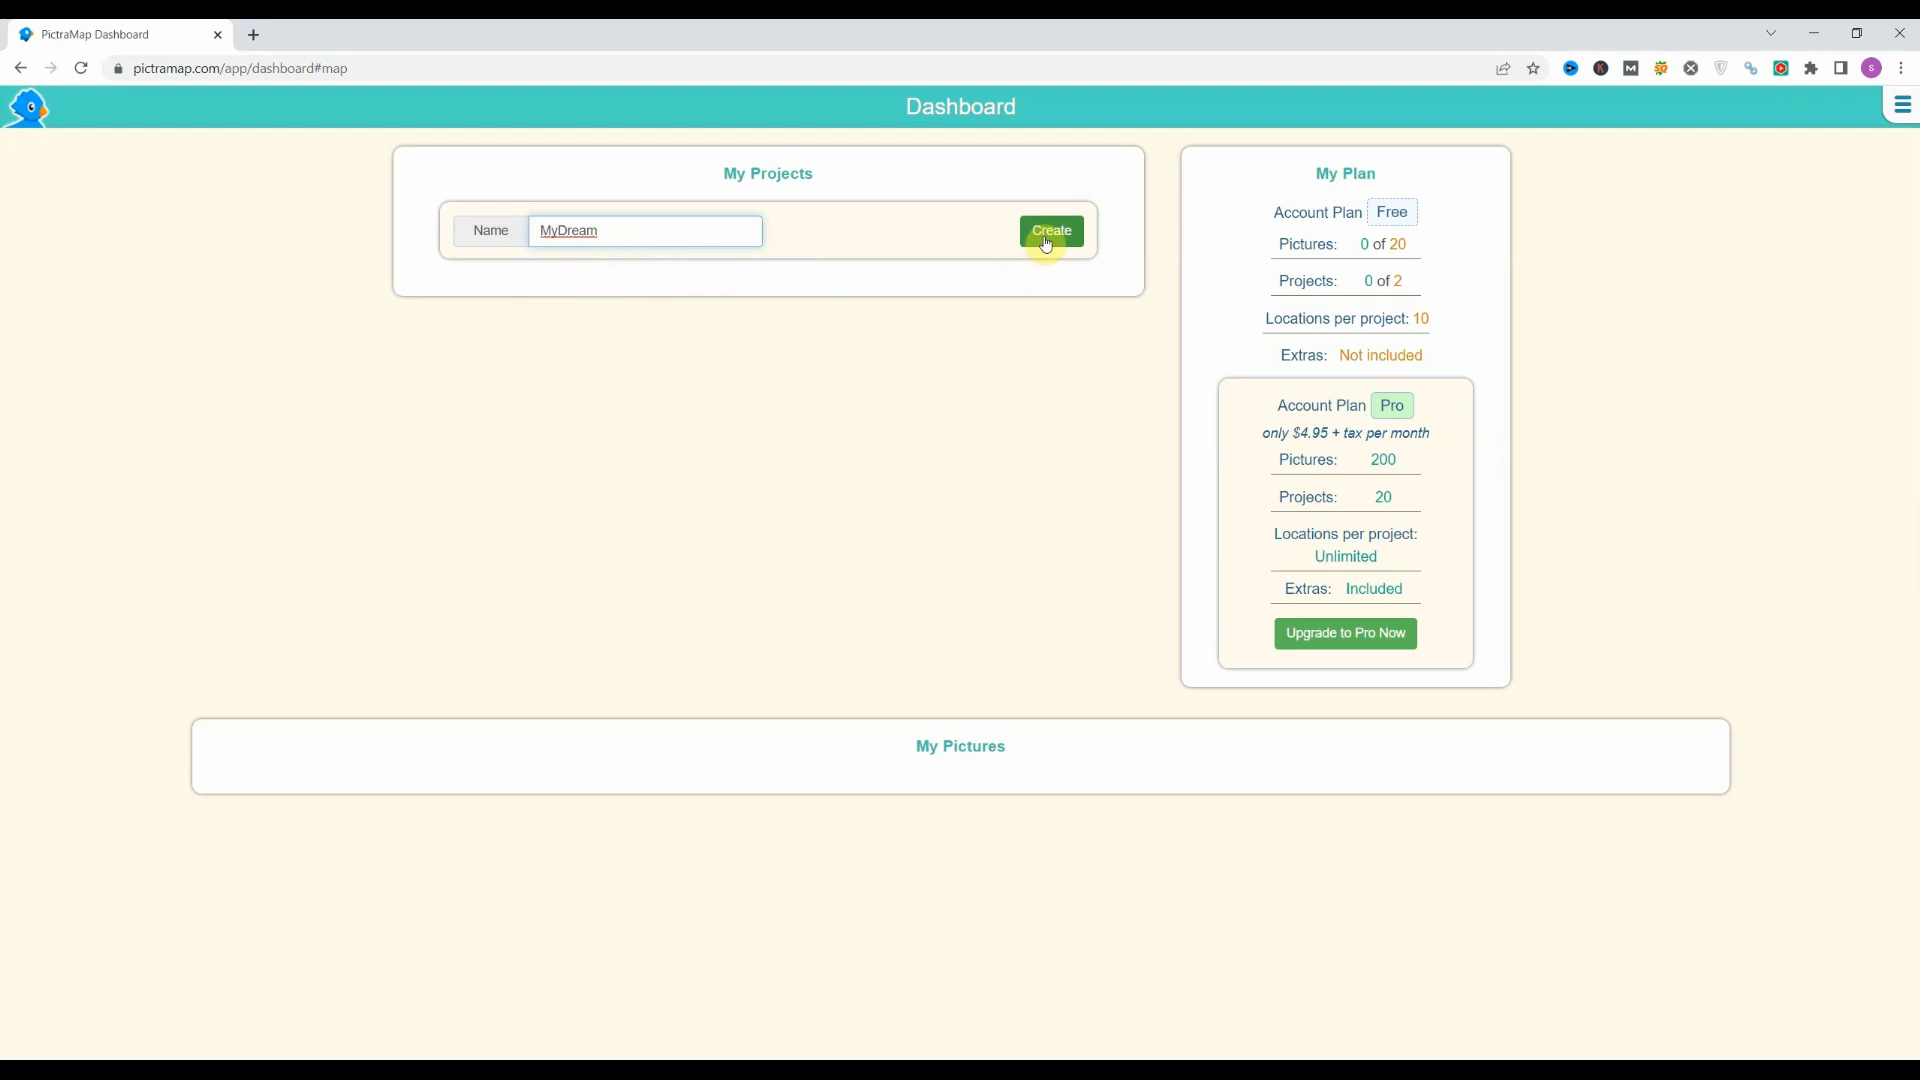 PictraMap Dashboard
pictramap.com/app/dashboard#map
S
Dashboard
My Projects
Name MyDream Create
My Plan
Account Plan Free
Pictures: 0 of 20
Projects: 0 of 2
Locations per project: 10
Extras: Not included
Account Plan Pro
only $4.95 + tax per month
Pictures: 200
Projects: 20
Locations per project:
Unlimited
Extras: Included
Upgrade to Pro Now
My Pictures